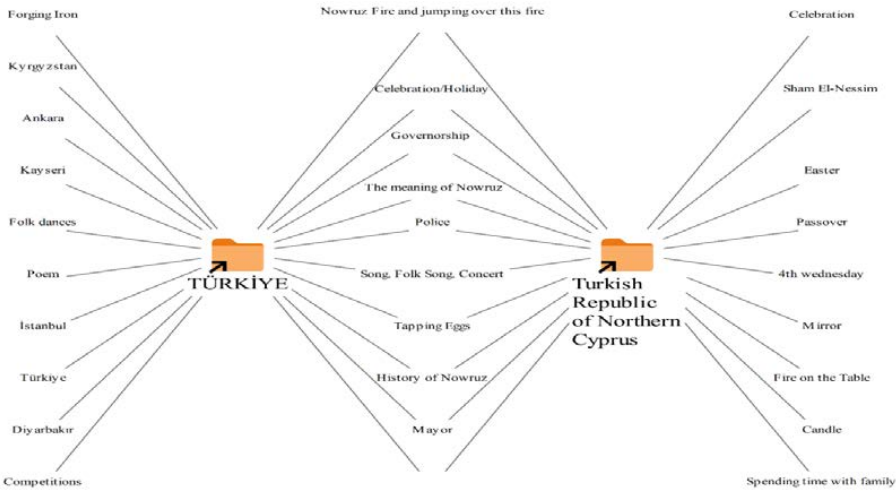 Forging Iron
Nowruz Fire and jumping over this fire
Celebration
Kyrgyzstan
Celebration/Holiday
Sham El-Nessim
Ankara
Governorship
Kayseri
The meaning of Nowruz
Easter
Folk dances
Police
Passover
Poem
Song, Folk Song, Concert
4th wednesday
TÜRKİYE
Turkish
Republic
of Northern
Cyprus
İstanbul
Tapping Eggs
Mirror
Türkiye
History of Nowruz
Fire on the Table
Diyarbakır
Mayor
Candle
Competitions
Spending time with family